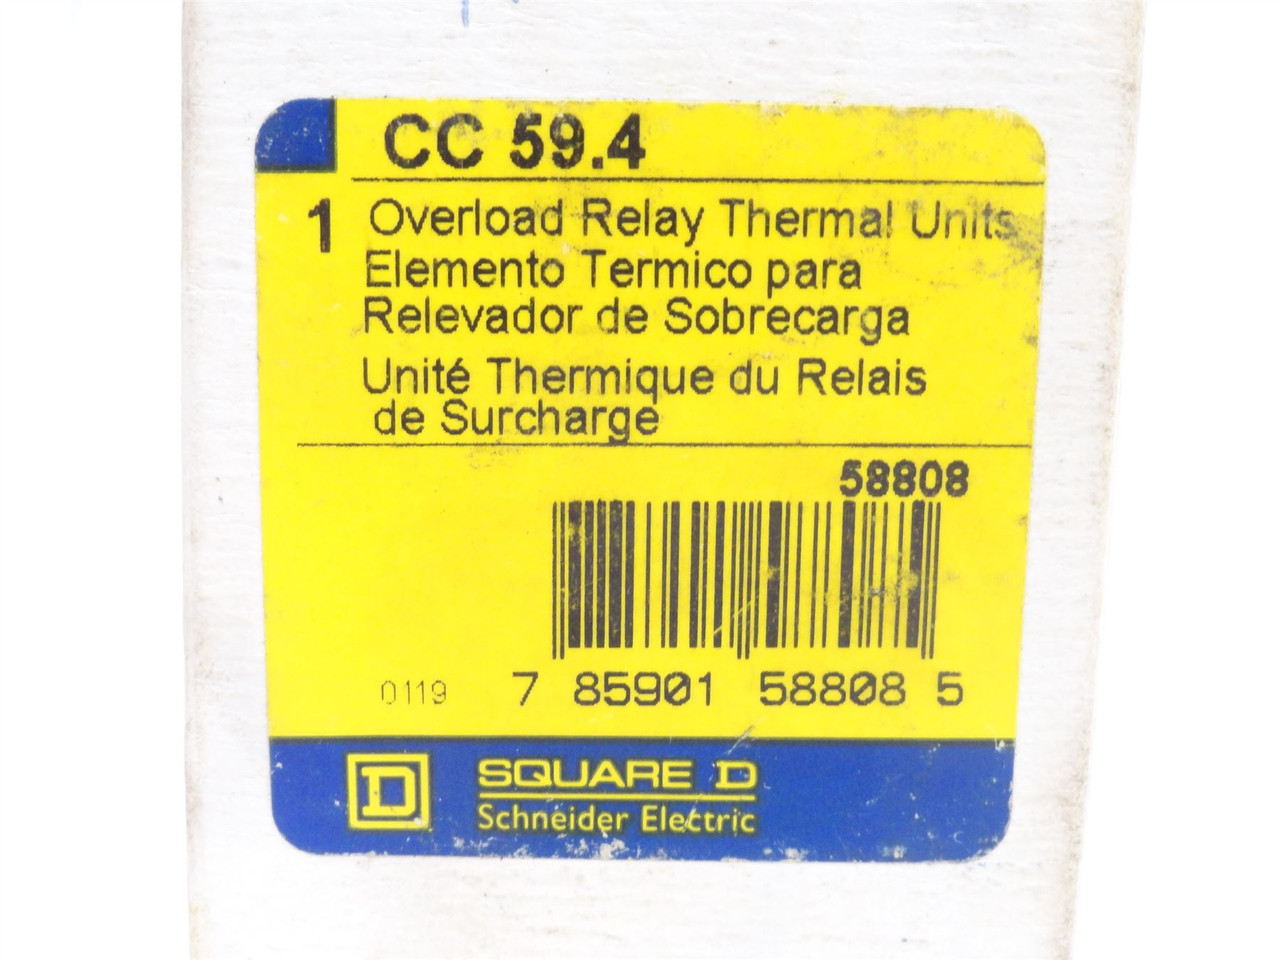 CC 59.4
1 Overload Relay Thermal Units
Elemento Termico para
Relevador de Sobrecarga
Unité Thermique du Relais
de Surcharge
58808
0119 7 85901 58808 5
D SQUARE D
Schneider Electric